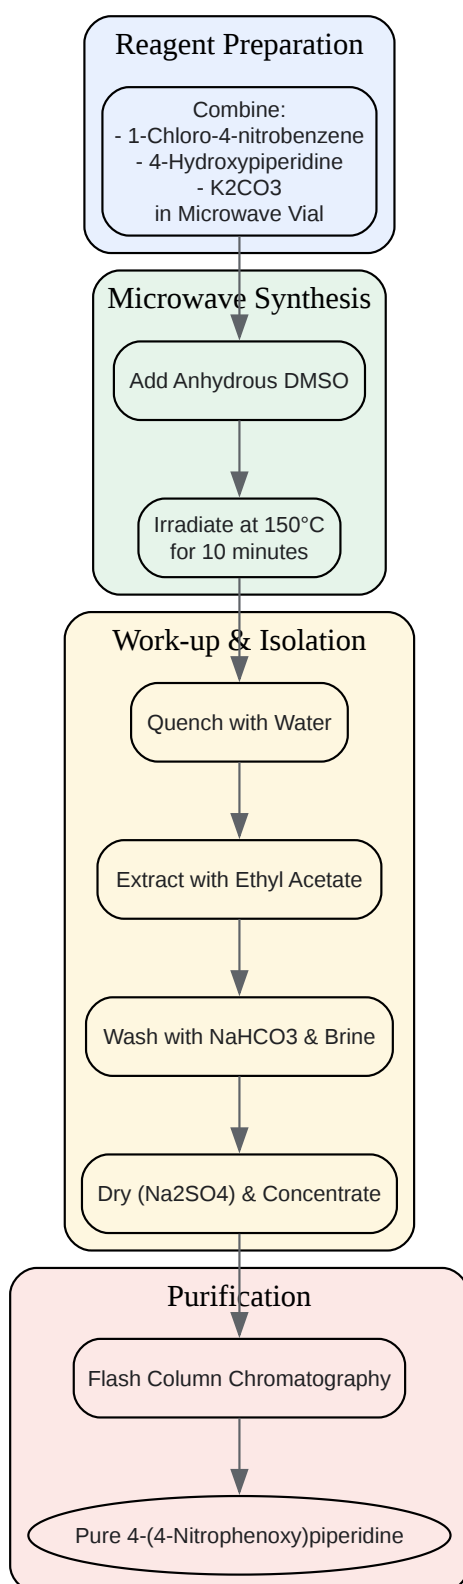 Reagent Preparation
Combine:
- 1-Chloro-4-nitrobenzene
- 4-Hydroxypiperidine
- K2CO3
in Microwave Vial
Microwave Synthesis
Add Anhydrous DMSO
Irradiate at 150°C
for 10 minutes
Work-up & Isolation
Quench with Water
Extract with Ethyl Acetate
Wash with NaHCO3 & Brine
Dry (Na2SO4) & Concentrate
Purification
Flash Column Chromatography
Pure 4-(4-Nitrophenoxy)piperidine